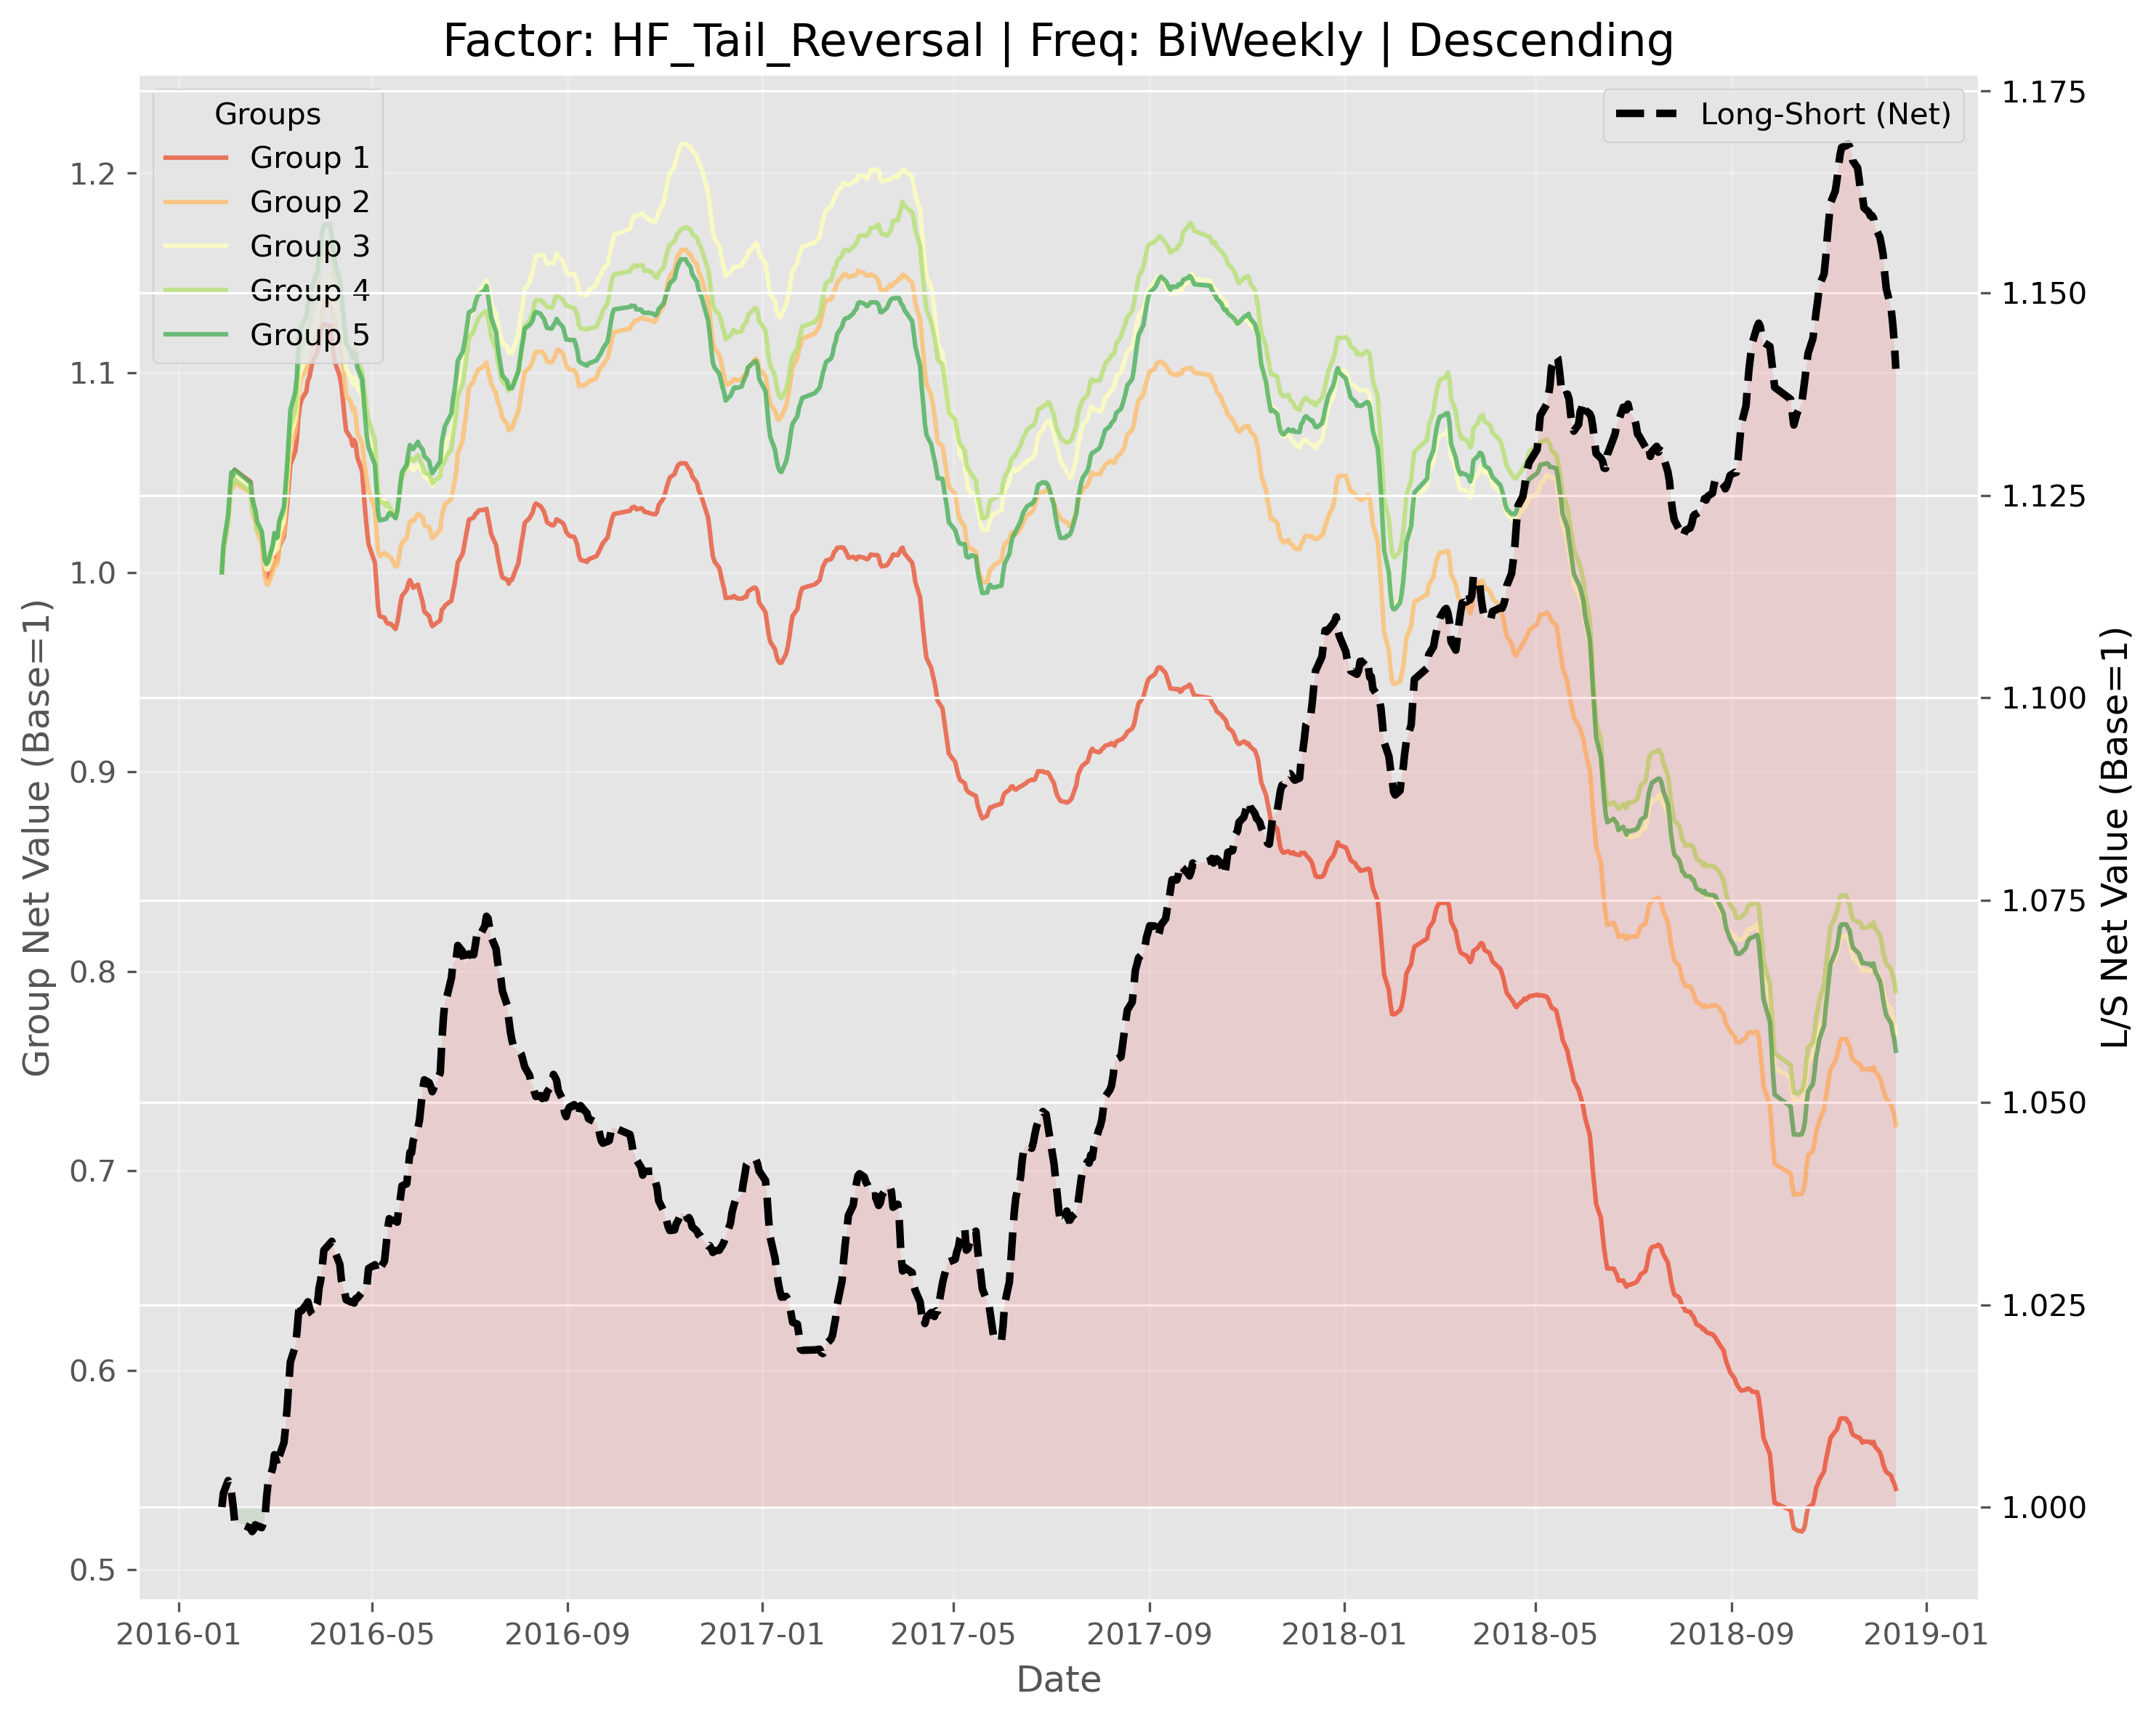 Factor: HF_Tail_Reversal | Freq: BiWeekly | Descending
Groups
Group 1
Group 2
Group 3
Group 4
Group 5
Long-Short (Net)
Group Net Value (Base=1)
1.2
1.1
1.0
0.9
0.8
0.7
0.6
0.5
L/S Net Value (Base=1)
1.175
1.150
1.125
1.100
1.075
1.050
1.025
1.000
2016-01
2016-05
2016-09
2017-01
2017-05
2017-09
2018-01
2018-05
2018-09
2019-01
Date